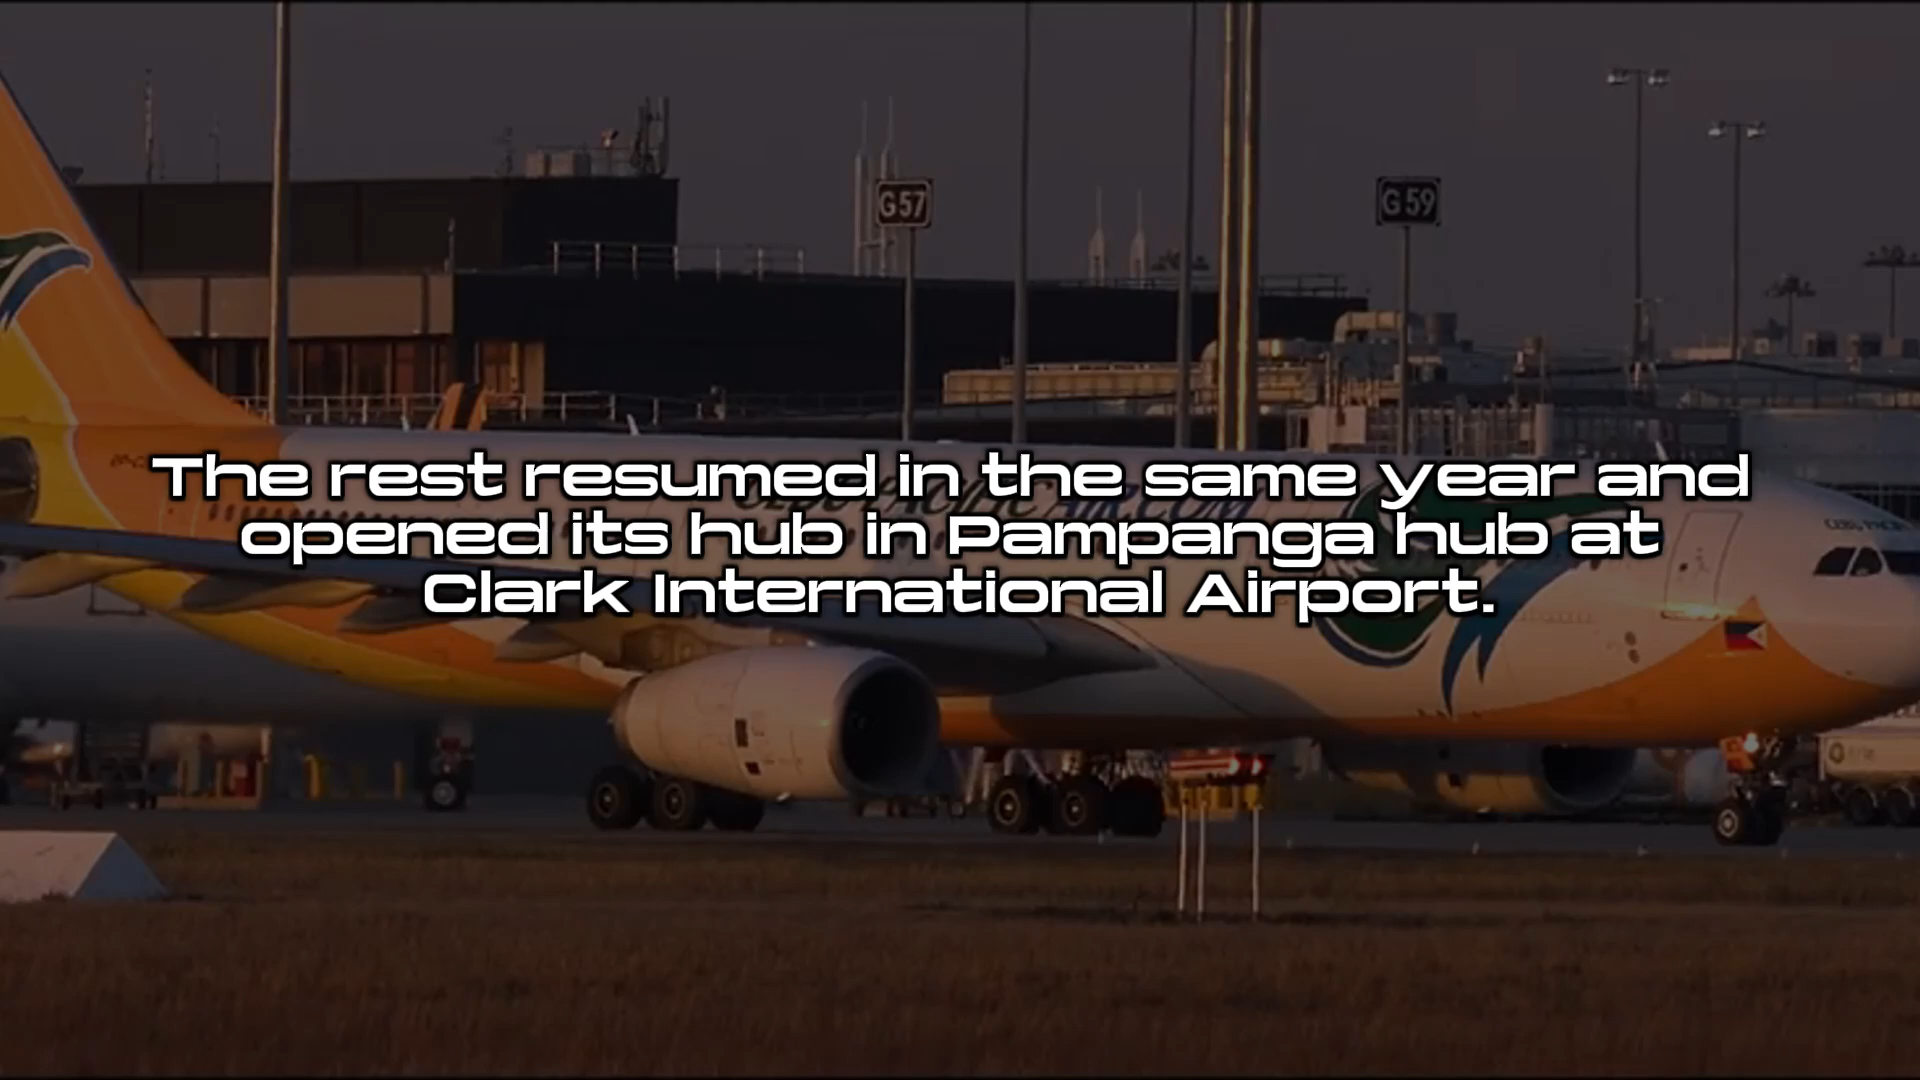 G57
G59
The rest resumed in the same year and
opened its hub in Pampanga hub at
Clark International Airport.